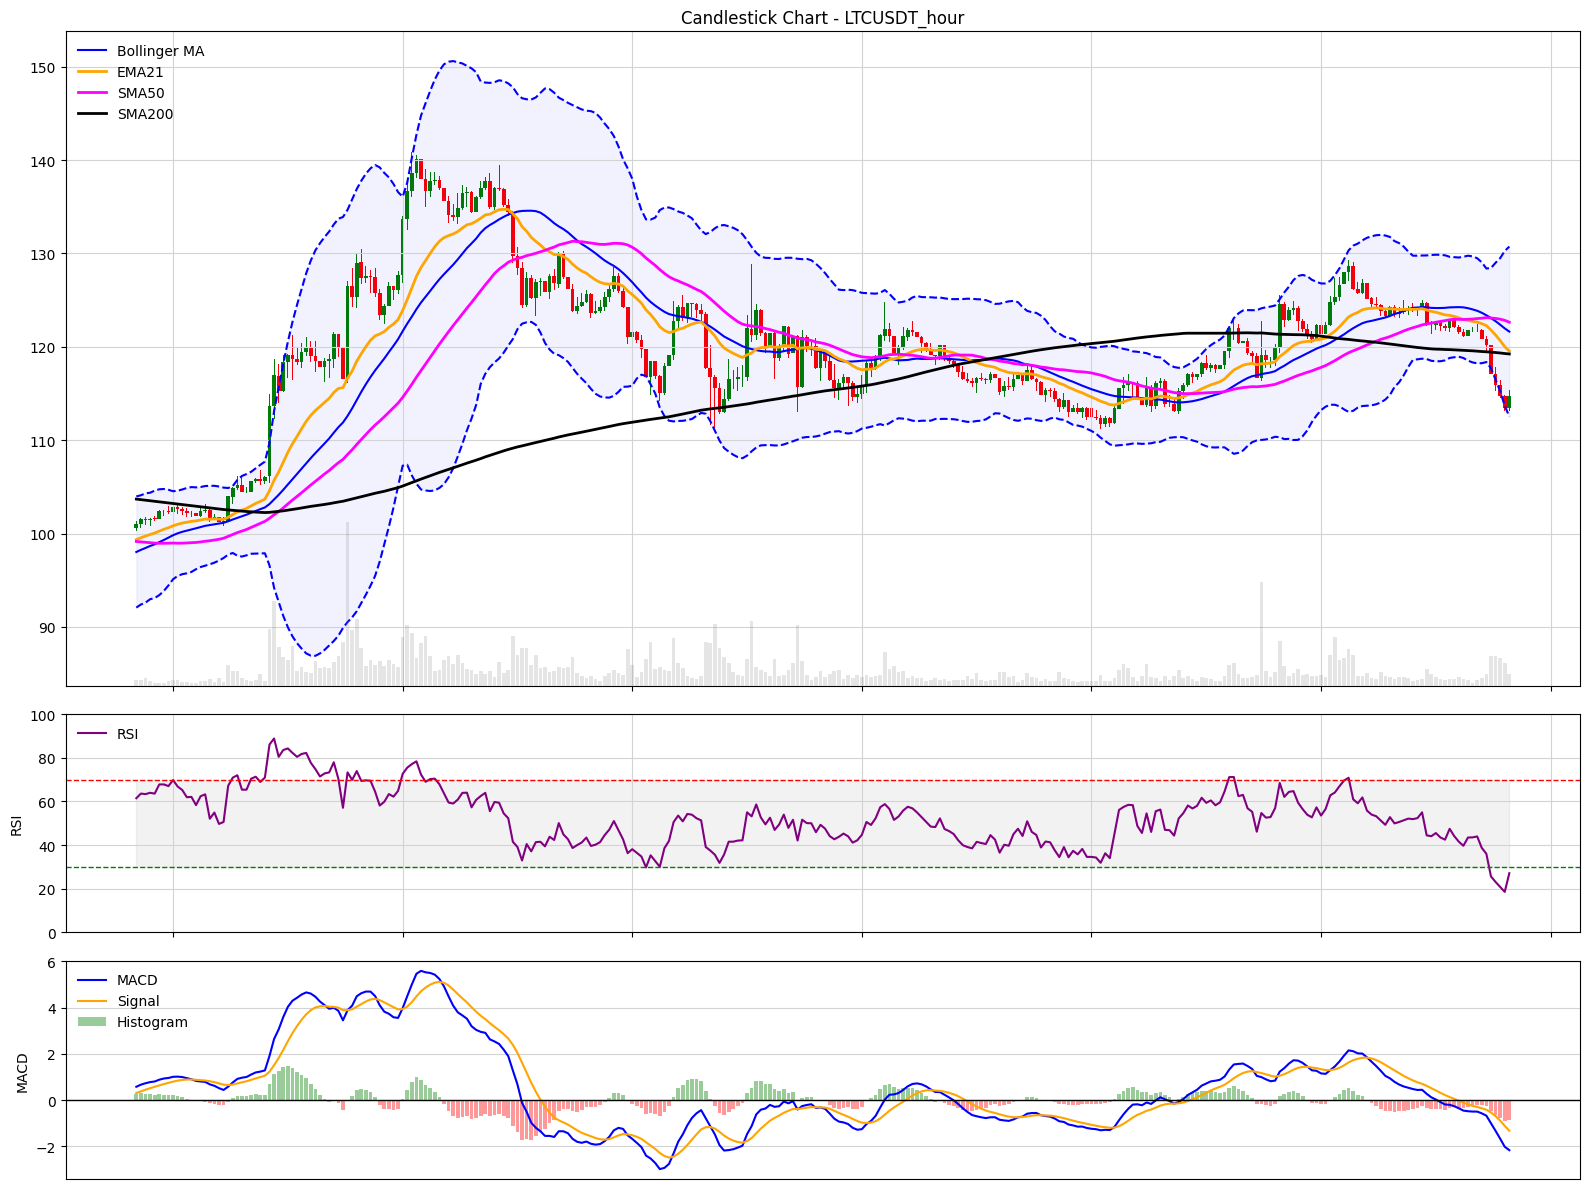 Candlestick Chart - LTCUSDT_hour
Bollinger MA
EMA21
SMA50
SMA200
150
140
130
120
110
100
90
RSI
100
80
60
40
20
0
RSI
MACD
Signal
Histogram
6
4
2
0
−2
MACD